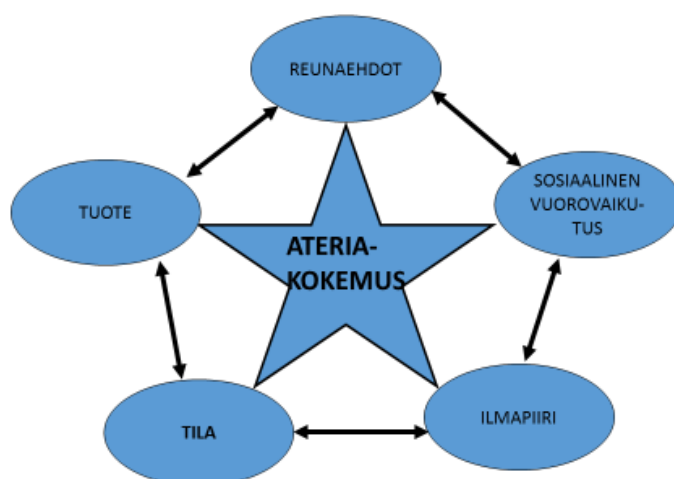 REUNAEHDOT
SOSIAALINEN
VUOROVAIKU-
TUS
TUOTE
ATERIA-
KOKEMUS
TILA
ILMAPIIRI